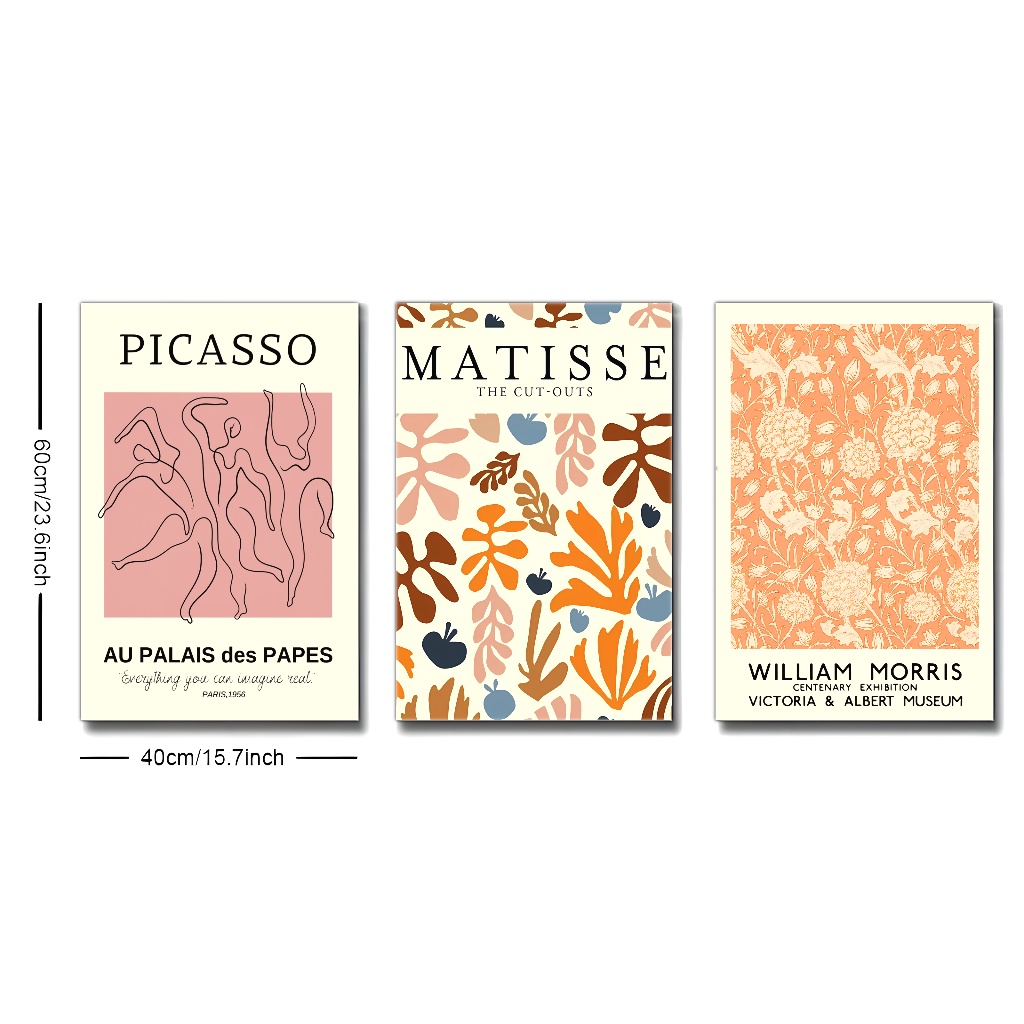 60cm/23.6inch
PICASSO
AU PALAIS des PAPES
"Everything you can imagine real."
PARIS,1956
40cm/15.7inch
MATISSE
THE CUT-OUTS
WILLIAM MORRIS
CENTENARY EXHIBITION
VICTORIA & ALBERT MUSEUM